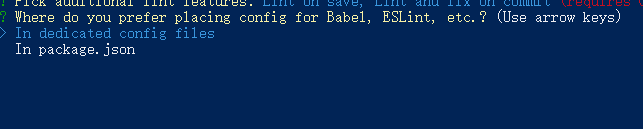 ? Pick additional lint features: Lint on save, Lint and fix on commit (requires
? Where do you prefer placing config for Babel, ESLint, etc.? (Use arrow keys)
> In dedicated config files
In package.json